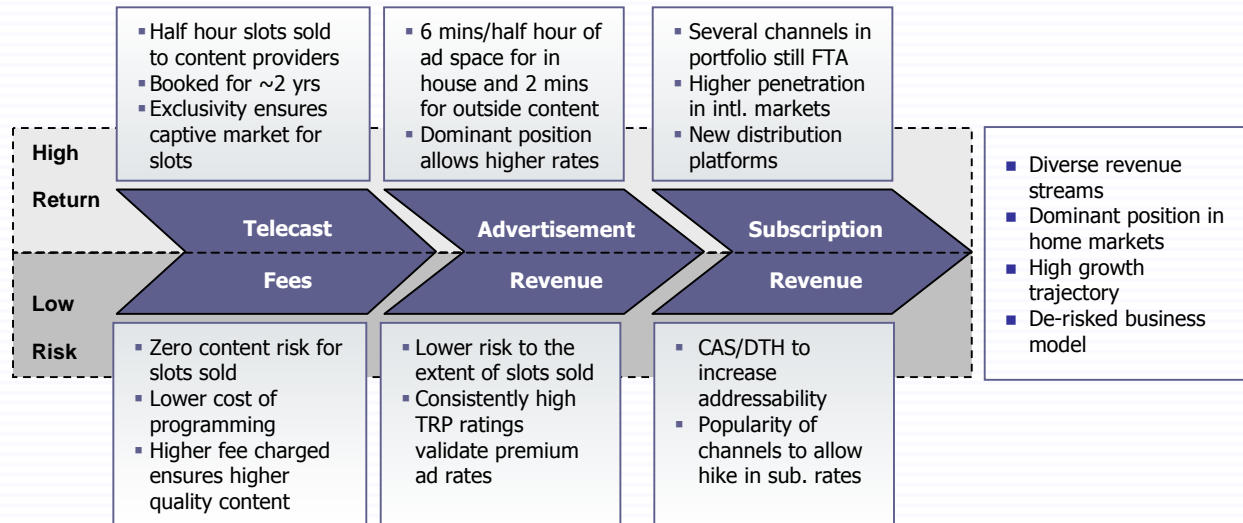 ▪ Half hour slots sold
to content providers
▪ Booked for ~2 yrs
▪ Exclusivity ensures
captive market for
slots
▪ 6 mins/half hour of
ad space for in
house and 2 mins
for outside content
▪ Dominant position
allows higher rates
▪ Several channels in
portfolio still FTA
▪ Higher penetration
in intl. markets
▪ New distribution
platforms
High
Return
Low
Risk
Telecast
Fees
Advertisement
Revenue
Subscription
Revenue
▪ Zero content risk for
slots sold
▪ Lower cost of
programming
▪ Higher fee charged
ensures higher
quality content
▪ Lower risk to the
extent of slots sold
▪ Consistently high
TRP ratings
validate premium
ad rates
▪ CAS/DTH to
increase
addressability
▪ Popularity of
channels to allow
hike in sub. rates
■ Diverse revenue
streams
■ Dominant position in
home markets
■ High growth
trajectory
■ De-risked business
model